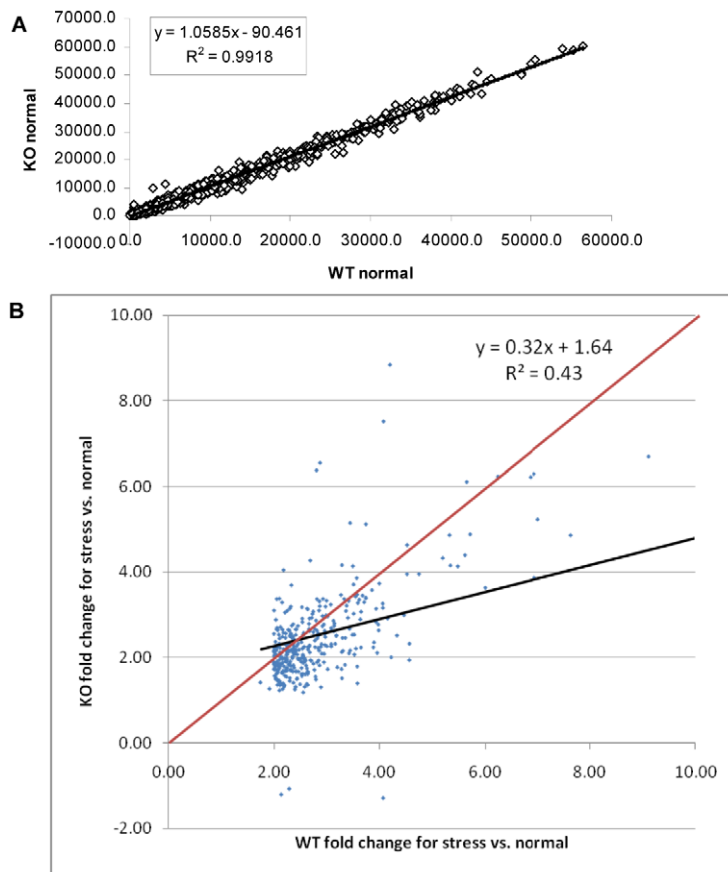 A
70000.0
60000.0
50000.0
40000.0
30000.0
20000.0
10000.0
0.0
-10000.0
KO normal
y = 1.0585x - 90.461
R² = 0.9918
0.0
10000.0
20000.0
30000.0
40000.0
50000.0
60000.0
WT normal
B
10.00
8.00
6.00
4.00
2.00
0.00
-2.00
KO fold change for stress vs. normal
y = 0.32x + 1.64
R² = 0.43
0.00
2.00
4.00
6.00
8.00
10.00
WT fold change for stress vs. normal